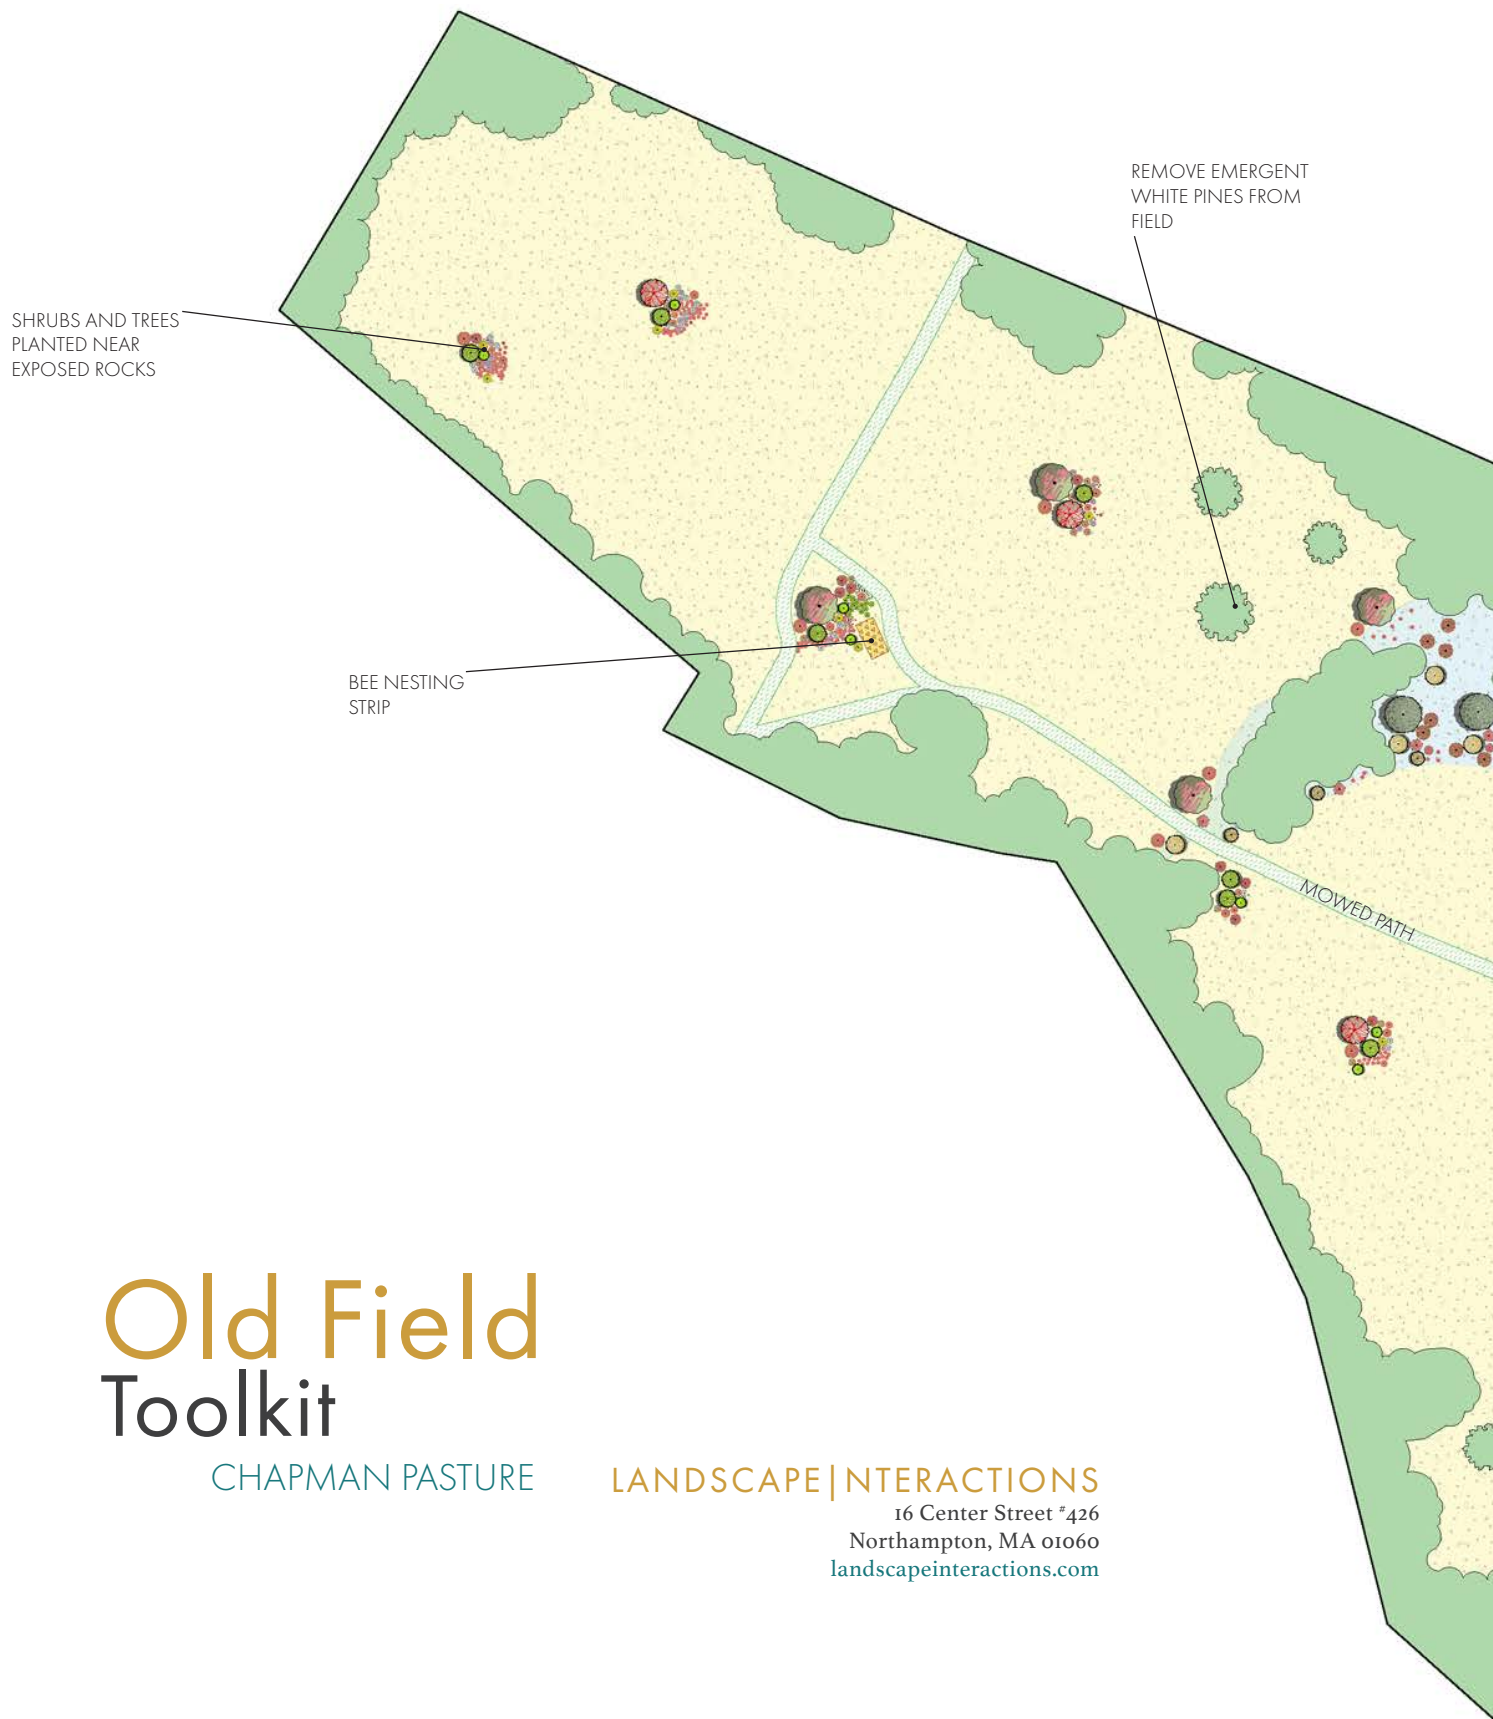 REMOVE EMERGENT
WHITE PINES FROM
FIELD
SHRUBS AND TREES
PLANTED NEAR
EXPOSED ROCKS
BEE NESTING
STRIP
MOWED PATH
Old Field
Toolkit
CHAPMAN PASTURE
LANDSCAPE|NTERACTIONS
16 Center Street #426
Northampton, MA 01060
landscapeinteractions.com